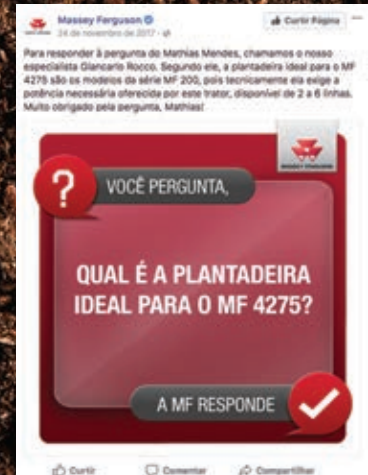 Massey Ferguson
Curtir Página
24 de novembro de 2017
Para responder à pergunta do Mathias Mendes, chamamos o nosso
especialista Giancarlo Rocco. Segundo ele, a plantadeira ideal para o MF
4275 são os modelos da série MF 200, pois tecnicamente ela exige a
potência necessária oferecida por este trator, disponível de 2 a 6 linhas.
Muito obrigado pela pergunta, Mathias!
MASSEY FERGUSON
?
VOCÊ PERGUNTA,
QUAL É A PLANTADEIRA
IDEAL PARA O MF 4275?
A MF RESPONDE
Curtir
Comentar
Compartilhar